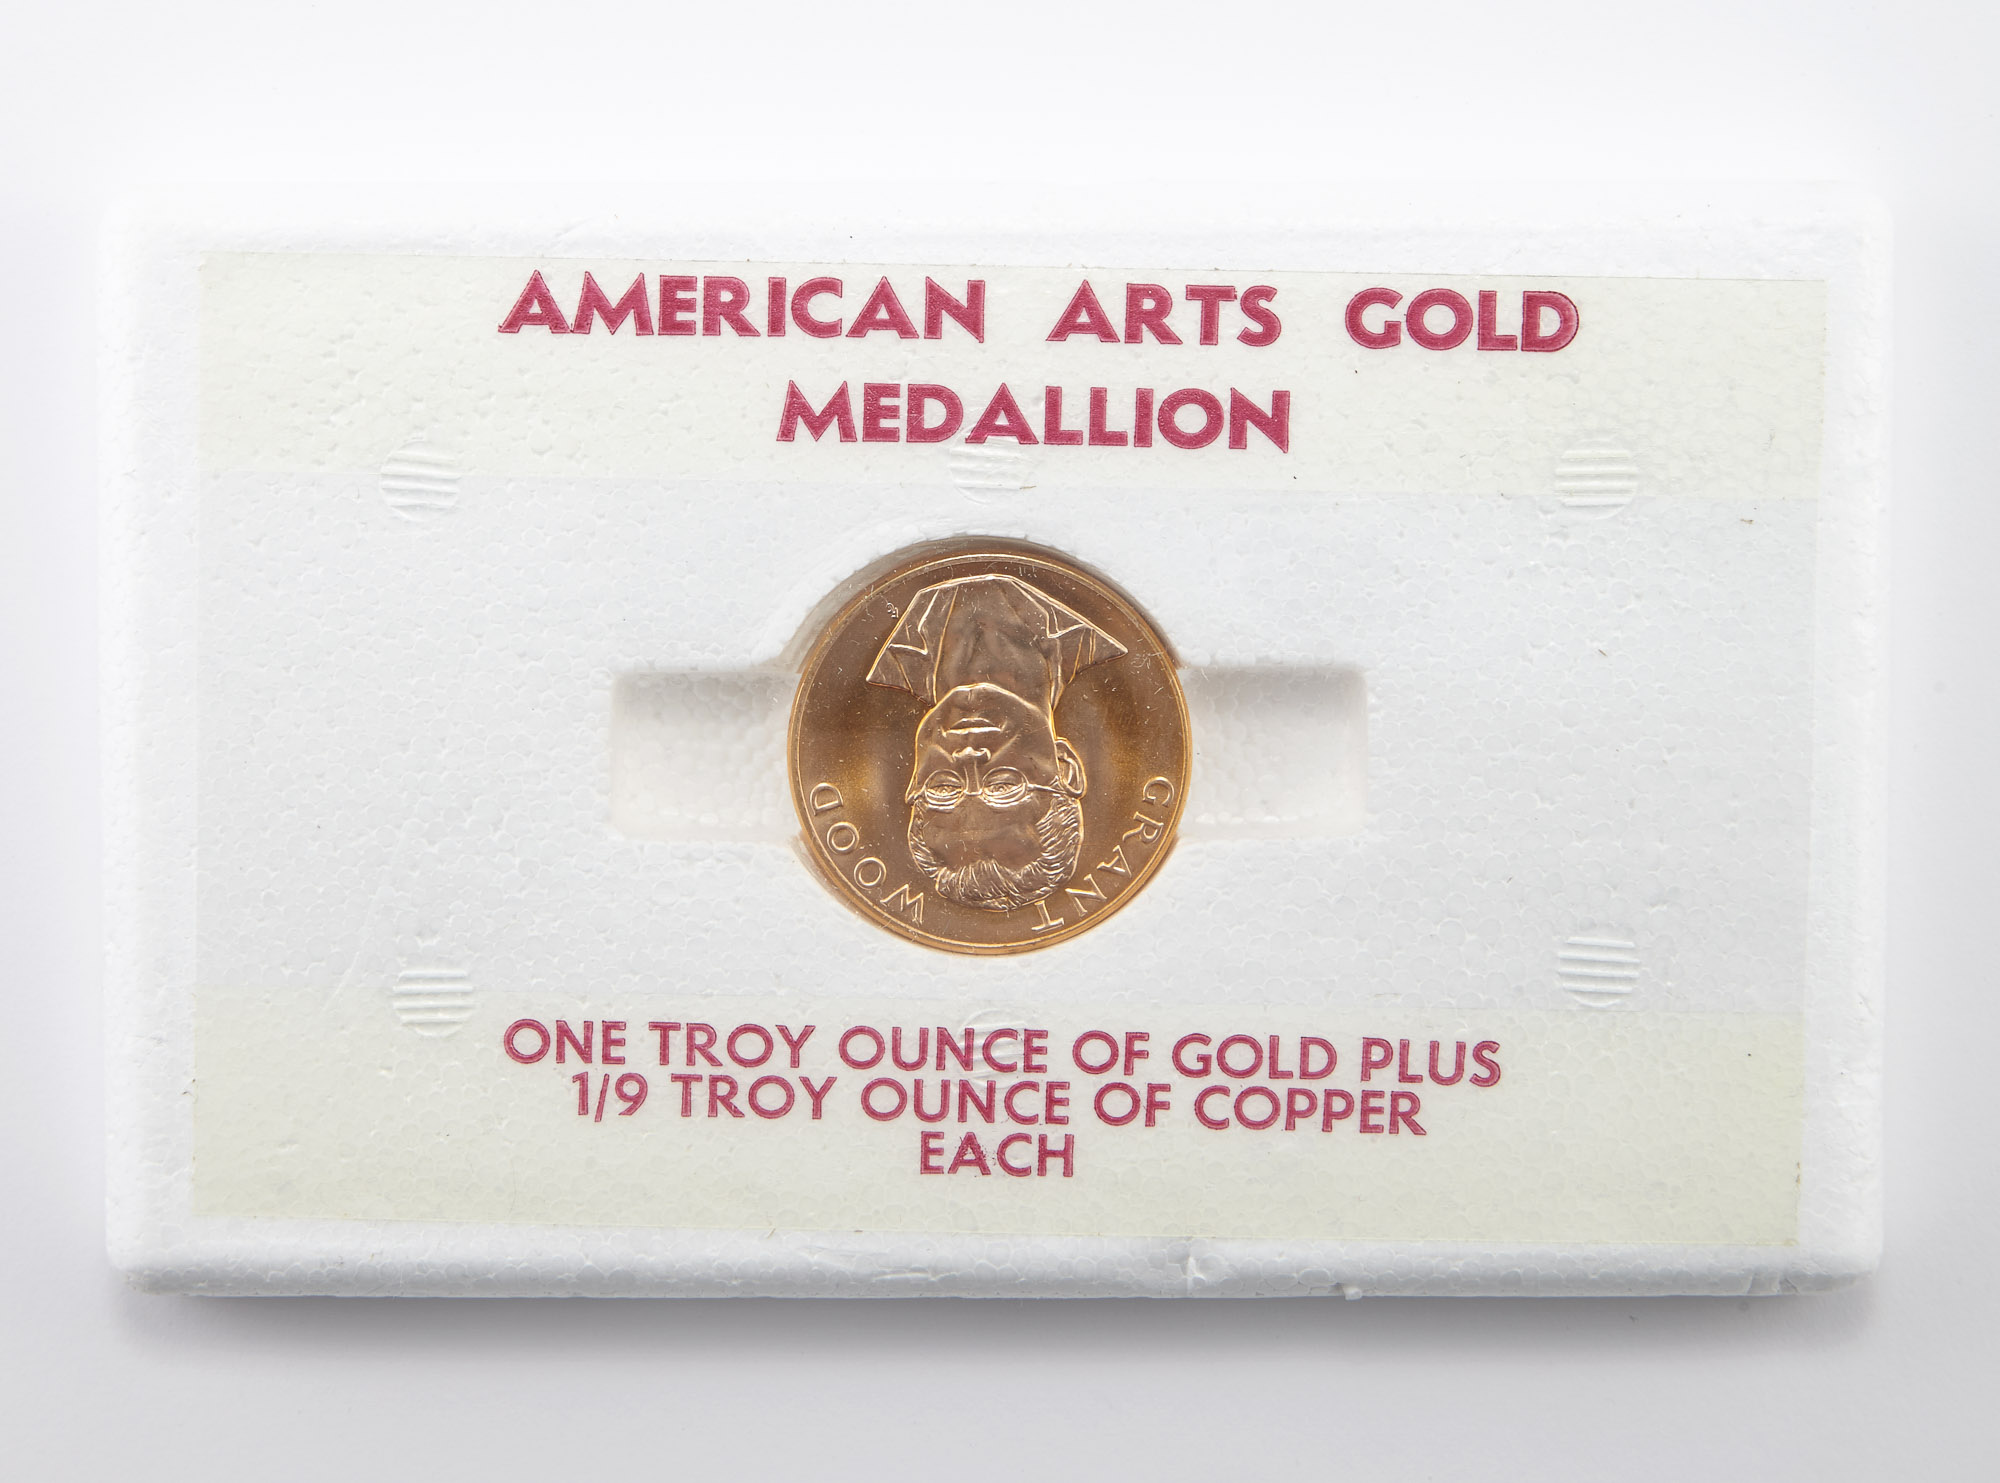 AMERICAN ARTS GOLD
MEDALLION
GRANT WOOD
ONE TROY OUNCE OF GOLD PLUS
1/9 TROY OUNCE OF COPPER
EACH